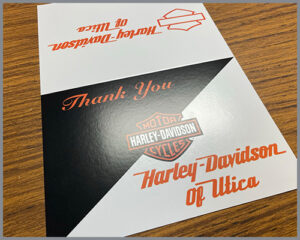 Harley-Davidson
Of Utica
Thank You
MOTOR
HARLEY-DAVIDSON
CYCLES
Harley-Davidson
Of Utica